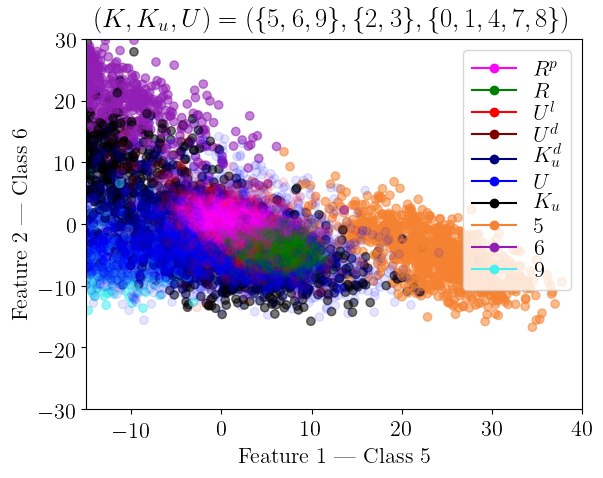 (K, K_u, U) = ({5, 6, 9}, {2, 3}, {0, 1, 4, 7, 8})
30
20
10
0
−10
−20
−30
−10
0
10
20
30
40
Feature 2 — Class 6
Feature 1 — Class 5
R^p
R
U^l
U^d
K_u^d
U
K_u
5
6
9